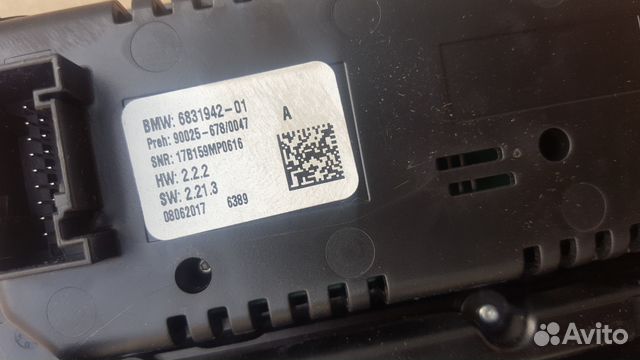 BMW: 6831942-01
A
Preh: 90025-678/0047
SNR: 17B159MP0616
HW: 2.2.2
SW: 2.21.3
08062017 6389
Avito